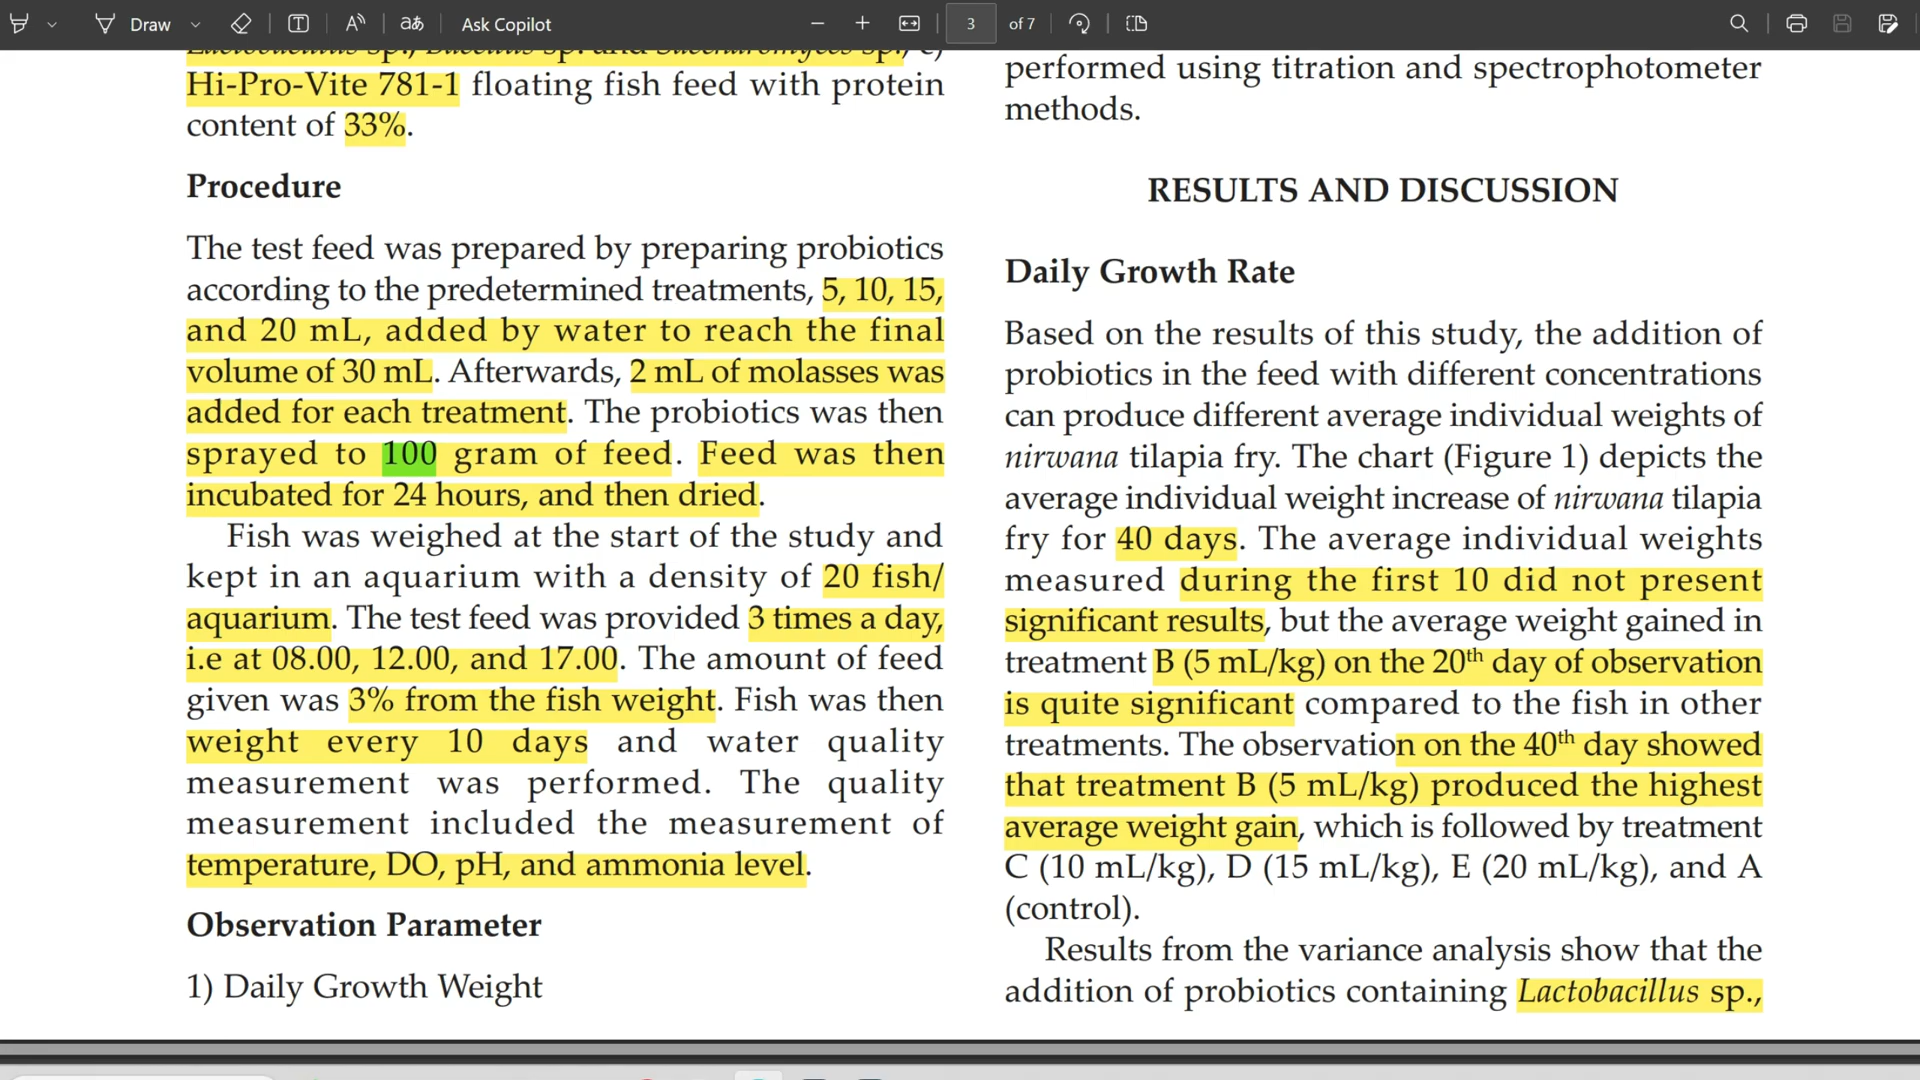 Draw
Ask Copilot
3
of 7
Hi-Pro-Vite 781-1 floating fish feed with protein
content of 33%.
Procedure
The test feed was prepared by preparing probiotics
according to the predetermined treatments, 5, 10, 15,
and 20 mL, added by water to reach the final
volume of 30 mL. Afterwards, 2 mL of molasses was
added for each treatment. The probiotics was then
sprayed to 100 gram of feed. Feed was then
incubated for 24 hours, and then dried.
Fish was weighed at the start of the study and
kept in an aquarium with a density of 20 fish/
aquarium. The test feed was provided 3 times a day,
i.e at 08.00, 12.00, and 17.00. The amount of feed
given was 3% from the fish weight. Fish was then
weight every 10 days and water quality
measurement was performed. The quality
measurement included the measurement of
temperature, DO, pH, and ammonia level.
Observation Parameter
1) Daily Growth Weight
performed using titration and spectrophotometer
methods.
RESULTS AND DISCUSSION
Daily Growth Rate
Based on the results of this study, the addition of
probiotics in the feed with different concentrations
can produce different average individual weights of
nirwana tilapia fry. The chart (Figure 1) depicts the
average individual weight increase of nirwana tilapia
fry for 40 days. The average individual weights
measured during the first 10 did not present
significant results, but the average weight gained in
treatment B (5 mL/kg) on the 20th day of observation
is quite significant compared to the fish in other
treatments. The observation on the 40th day showed
that treatment B (5 mL/kg) produced the highest
average weight gain, which is followed by treatment
C (10 mL/kg), D (15 mL/kg), E (20 mL/kg), and A
(control).
Results from the variance analysis show that the
addition of probiotics containing Lactobacillus sp.,